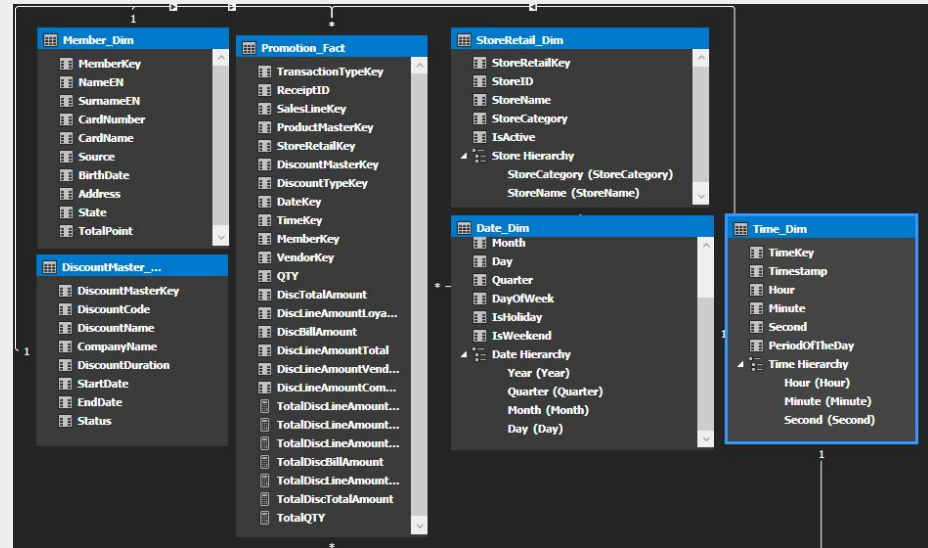 1
*
Member_Dim
MemberKey
NameEN
SurnameEN
CardNumber
CardName
Source
BirthDate
Address
State
TotalPoint
DiscountMaster_...
DiscountMasterKey
DiscountCode
DiscountName
CompanyName
DiscountDuration
StartDate
EndDate
Status
1
Promotion_Fact
TransactionTypeKey
ReceiptID
SalesLineKey
ProductMasterKey
StoreRetailKey
DiscountMasterKey
DiscountTypeKey
DateKey
TimeKey
MemberKey
VendorKey
QTY
DiscTotalAmount
DiscLineAmountLoya...
DiscBillAmount
DiscLineAmountTotal
DiscLineAmountVend...
DiscLineAmountCom...
TotalDiscLineAmount...
TotalDiscLineAmount...
TotalDiscLineAmount...
TotalDiscBillAmount
TotalDiscLineAmount...
TotalDiscTotalAmount
TotalQTY
*
*
StoreRetail_Dim
StoreRetailKey
StoreID
StoreName
StoreCategory
IsActive
Store Hierarchy
StoreCategory (StoreCategory)
StoreName (StoreName)
Date_Dim
Month
Day
Quarter
DayOfWeek
IsHoliday
IsWeekend
Date Hierarchy
Year (Year)
Quarter (Quarter)
Month (Month)
Day (Day)
1
Time_Dim
TimeKey
Timestamp
Hour
Minute
Second
PeriodOfTheDay
Time Hierarchy
Hour (Hour)
Minute (Minute)
Second (Second)
1